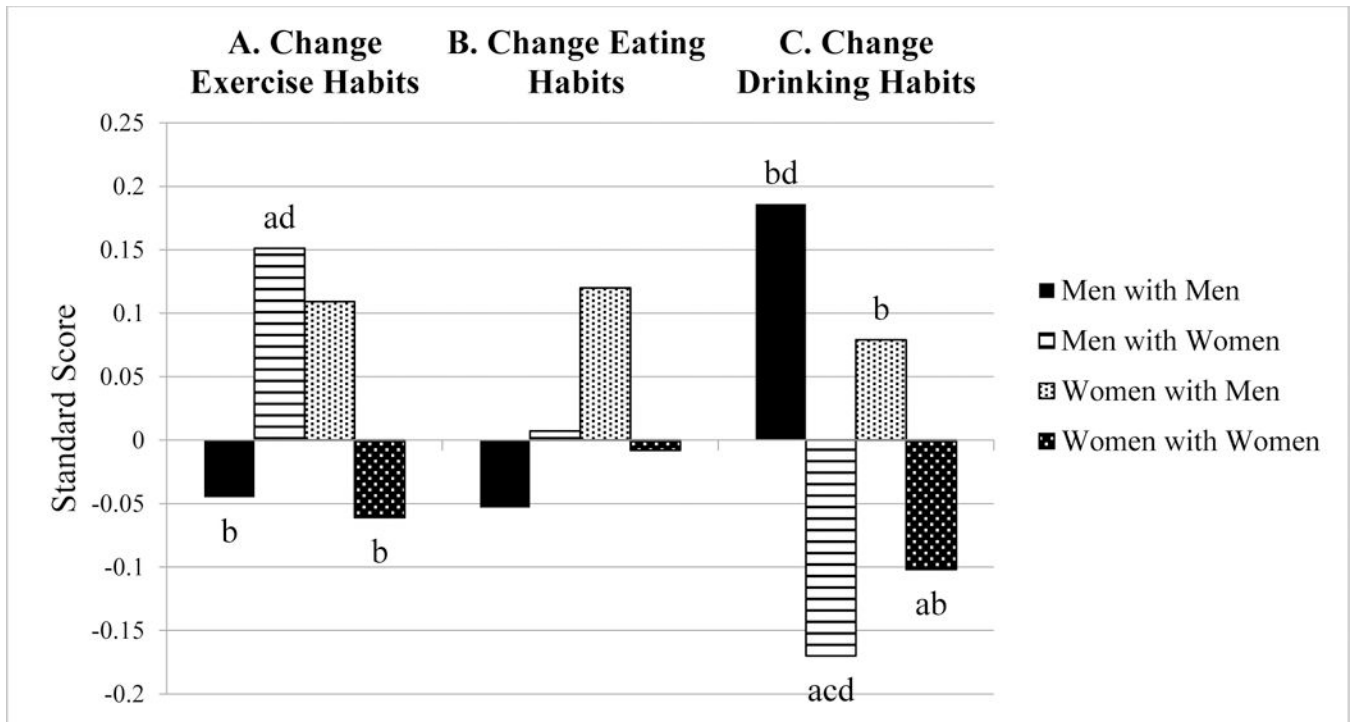 A. Change
Exercise Habits
B. Change Eating
Habits
C. Change
Drinking Habits
Standard Score
0.25
0.2
0.15
0.1
0.05
0
-0.05
-0.1
-0.15
-0.2
b
ad
b
bd
acd
b
ab
Men with Men
Men with Women
Women with Men
Women with Women